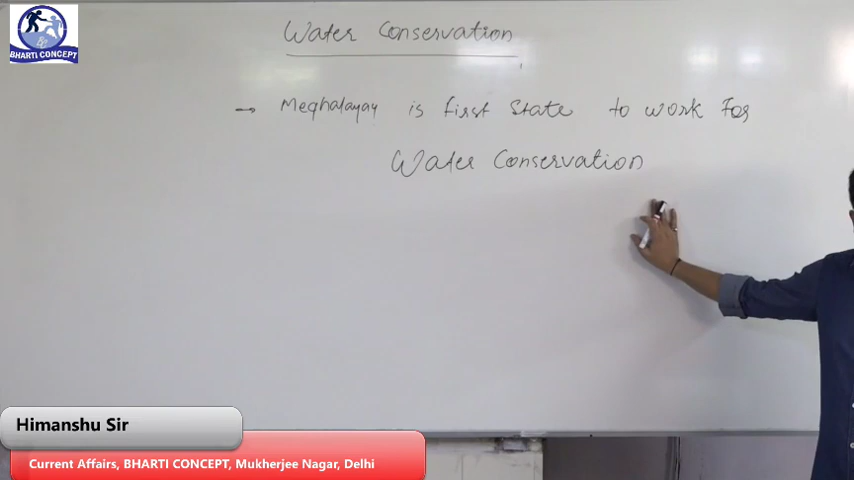 BHARTI CONCEPT
Water Conservation
→ Meghalayay is first State to work For
Water Conservation
Himanshu Sir
Current Affairs, BHARTI CONCEPT, Mukherjee Nagar, Delhi